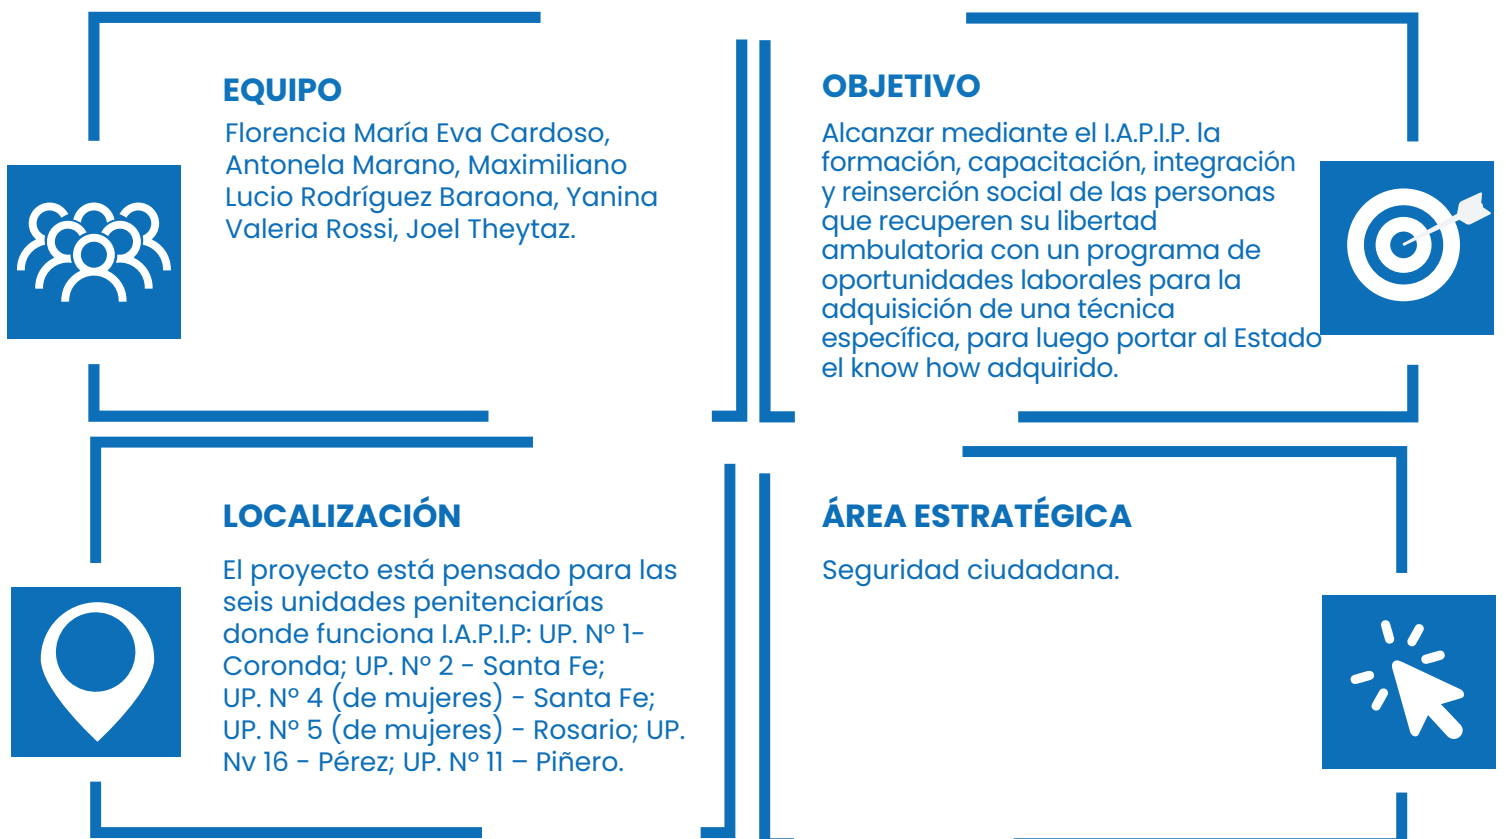 EQUIPO
Florencia María Eva Cardoso,
Antonela Marano, Maximiliano
Lucio Rodríguez Baraona, Yanina
Valeria Rossi, Joel Theytaz.
OBJETIVO
Alcanzar mediante el I.A.P.I.P. la
formación, capacitación, integración
y reinserción social de las personas
que recuperen su libertad
ambulatoria con un programa de
oportunidades laborales para la
adquisición de una técnica
específica, para luego portar al Estado
el know how adquirido.
LOCALIZACIÓN
El proyecto está pensado para las
seis unidades penitenciarías
donde funciona I.A.P.I.P: UP. Nº 1-
Coronda; UP. Nº 2 - Santa Fe;
UP. Nº 4 (de mujeres) - Santa Fe;
UP. Nº 5 (de mujeres) - Rosario; UP.
Nv 16 - Pérez; UP. Nº 11 – Piñero.
ÁREA ESTRATÉGICA
Seguridad ciudadana.